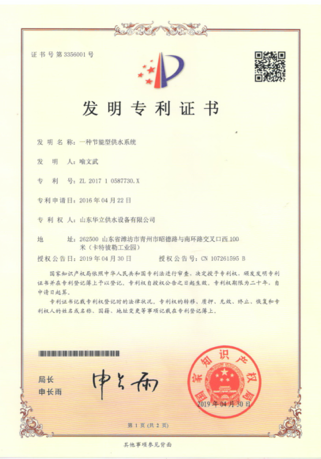 证书号第3356001号
发明专利证书
发明名称：一种节能型供水系统
发明人：喻文武
专利号：ZL 2017 1 0387730.X
专利申请日：2016年04月22日
专利权人：山东华立供水设备有限公司
地址：262500 山东省潍坊市青州市昭德路与南环路交叉口西100
米（卡特彼勒工业园）
授权公告日：2019年04月30日 授权公告号：CN 107261595 B
国家知识产权局依照中华人民共和国专利法进行审查，决定授予专利权，颁发发明专利
证书并在专利登记簿上予以登记。专利权自授权公告之日起生效。专利权期限为二十年，自
申请日起算。
专利证书记载专利权登记时的法律状况。专利权的转移、质押、无效、终止、恢复和专
利权人的姓名或名称、国籍、地址变更等事项记载在专利登记簿上。
局长
申长雨
申长雨
国家知识产权局
2019年04月30日
第1页（共2页）
其他事项参见背面